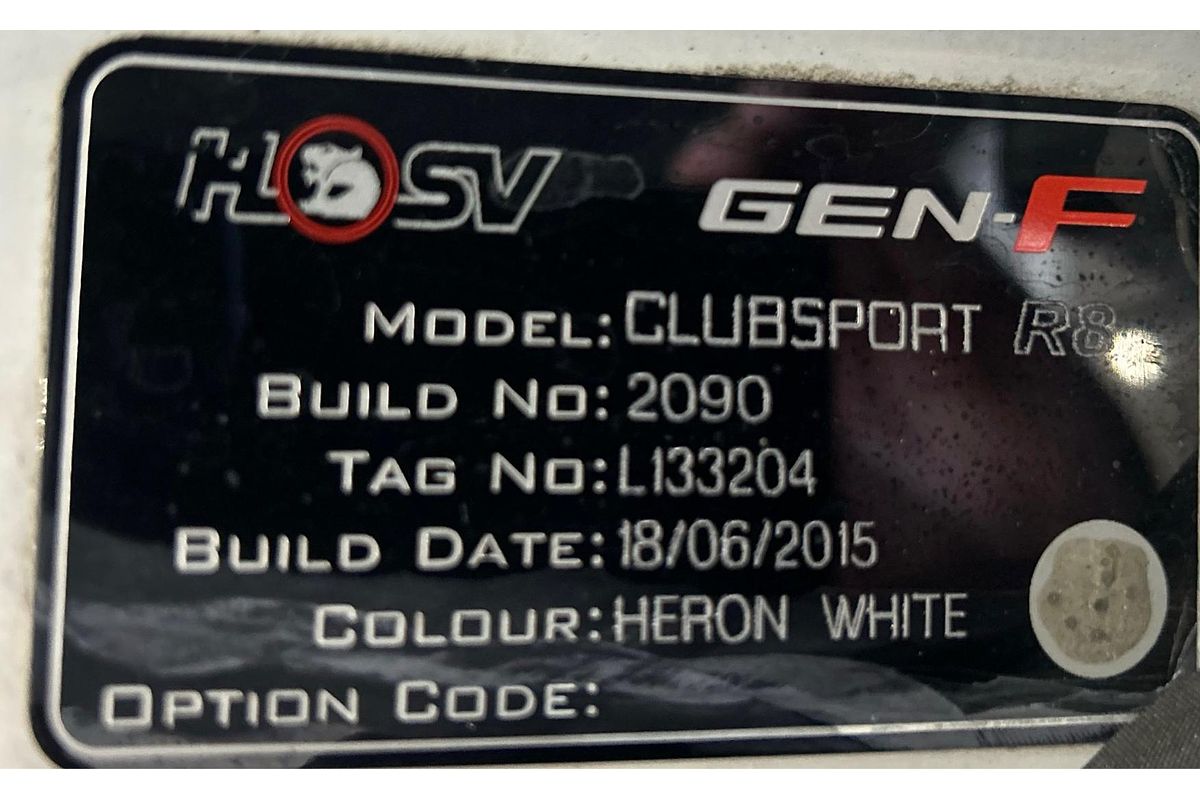 HSV GEN-F
MODEL: CLUBSPORT R8
BUILD NO: 2090
TAG NO: L133204
BUILD DATE: 18/06/2015
COLOUR: HERON WHITE
OPTION CODE: